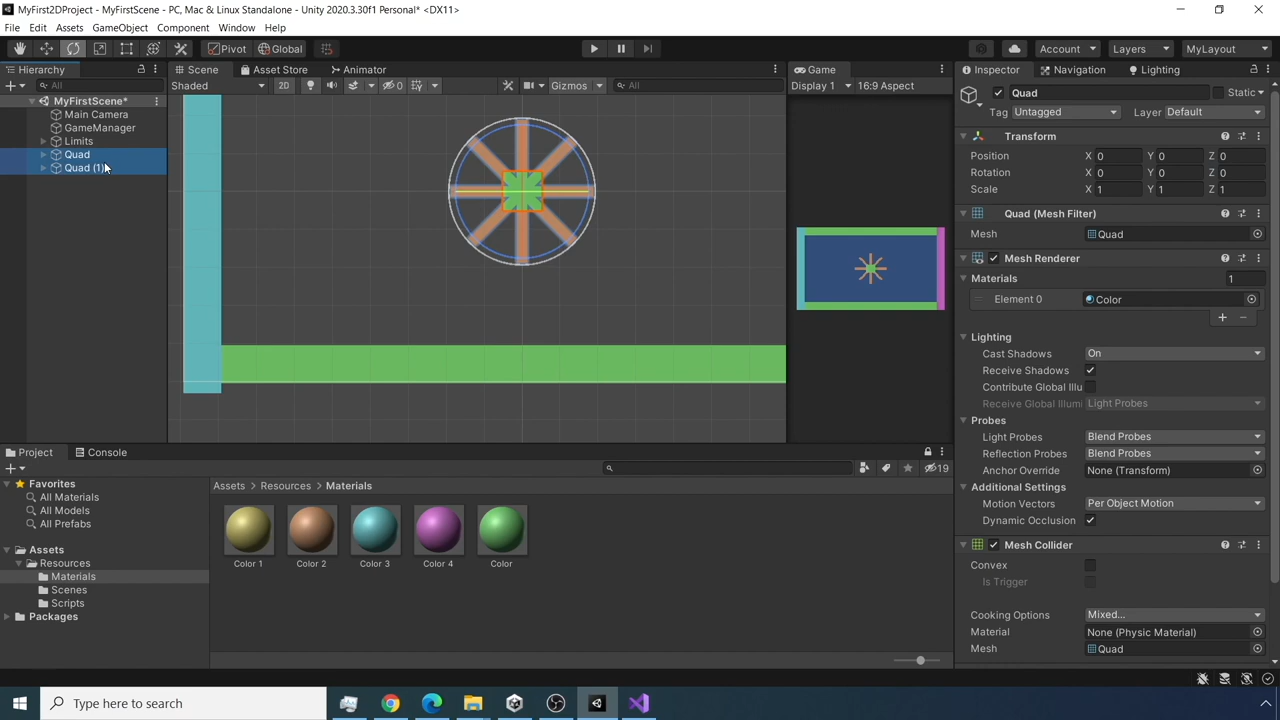 MyFirst2DProject - MyFirstScene - PC, Mac & Linux Standalone - Unity 2020.3.30f1 Personal* <DX11>
File Edit Assets GameObject Component Window Help
Pivot Global Account Layers MyLayout
Hierarchy Scene Asset Store Animator Game Inspector Navigation Lighting
All Shaded 2D 0 Gizmos All Display 1 16:9 Aspect Quad Static
MyFirstScene*
Main Camera
GameManager
Limits
Quad
Quad (1)
Tag Untagged Layer Default
Transform
Position X 0 Y 0 Z 0
Rotation X 0 Y 0 Z 0
Scale X 1 Y 1 Z 1
Quad (Mesh Filter)
Mesh Quad
Mesh Renderer
Materials 1
Element 0 Color
Lighting
Cast Shadows On
Receive Shadows
Contribute Global Illu
Receive Global Illumi Light Probes
Probes
Light Probes Blend Probes
Reflection Probes Blend Probes
Anchor Override None (Transform)
Additional Settings
Motion Vectors Per Object Motion
Dynamic Occlusion
Mesh Collider
Convex
Is Trigger
Cooking Options Mixed...
Material None (Physic Material)
Mesh Quad
Project Console
19
Favorites
All Materials
All Models
All Prefabs
Assets
Resources
Materials
Scenes
Scripts
Packages
Assets Resources Materials
Color 1 Color 2 Color 3 Color 4 Color
Type here to search